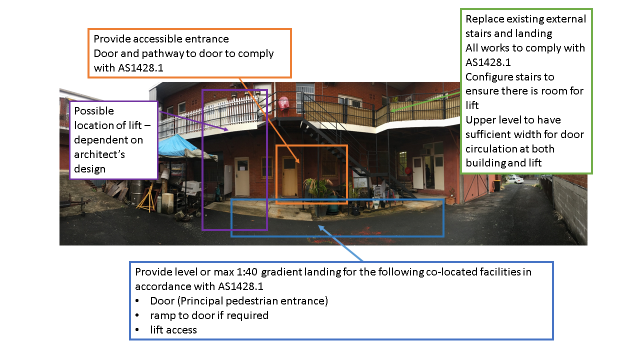 Provide accessible entrance
Door and pathway to door to comply
with AS1428.1
Replace existing external
stairs and landing
All works to comply with
AS1428.1
Configure stairs to
ensure there is room for
lift
Upper level to have
sufficient width for door
circulation at both
building and lift
Possible
location of lift –
dependent on
architect's
design
Provide level or max 1:40 gradient landing for the following co-located facilities in
accordance with AS1428.1
• Door (Principal pedestrian entrance)
• ramp to door if required
• lift access